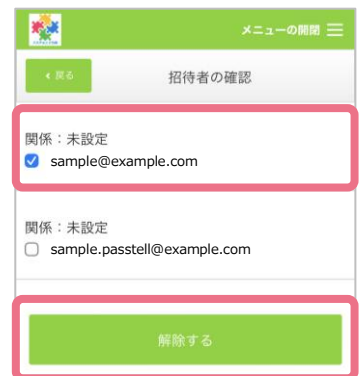 メニューの開閉
戻る
招待者の確認
関係：未設定
sample@example.com
関係：未設定
sample.passtell@example.com
解除する